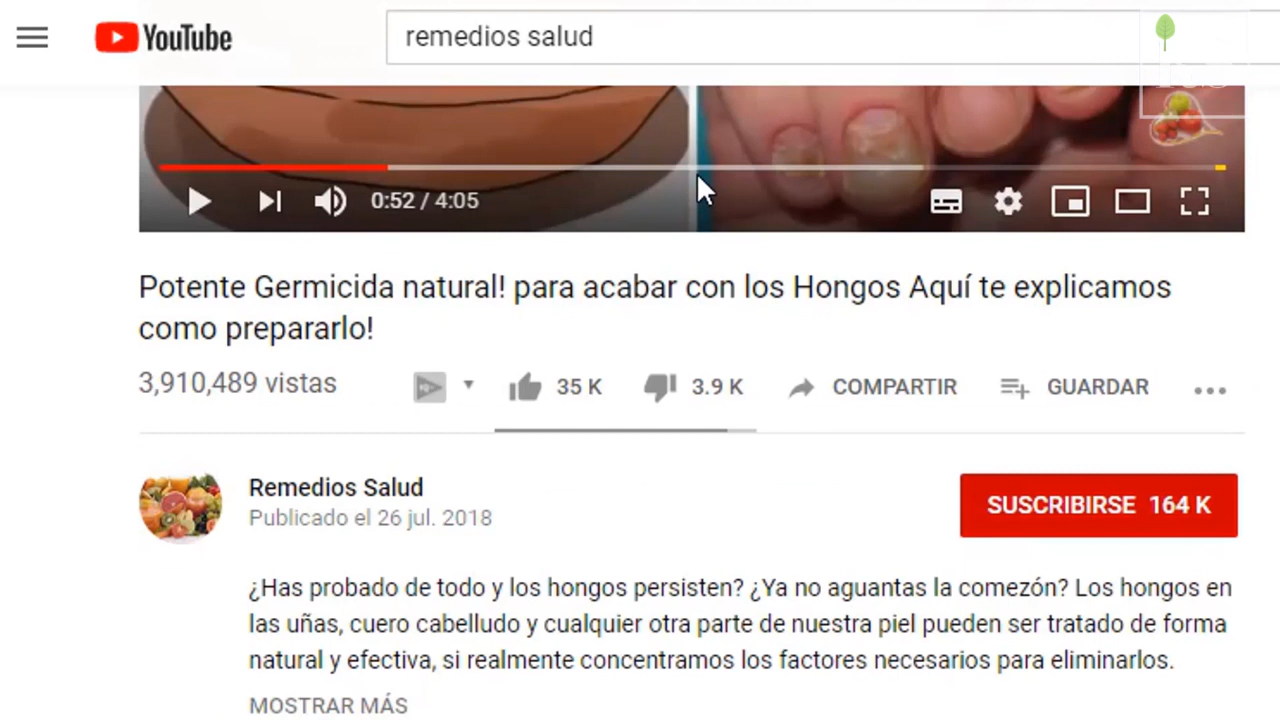 YouTube
remedios salud
0:52 / 4:05
Potente Germicida natural! para acabar con los Hongos Aquí te explicamos
como prepararlo!
3,910,489 vistas
35 K
3.9 K
COMPARTIR
GUARDAR
Remedios Salud
Publicado el 26 jul. 2018
SUSCRIBIRSE 164 K
¿Has probado de todo y los hongos persisten? ¿Ya no aguantas la comezón? Los hongos en
las uñas, cuero cabelludo y cualquier otra parte de nuestra piel pueden ser tratado de forma
natural y efectiva, si realmente concentramos los factores necesarios para eliminarlos.
MOSTRAR MÁS